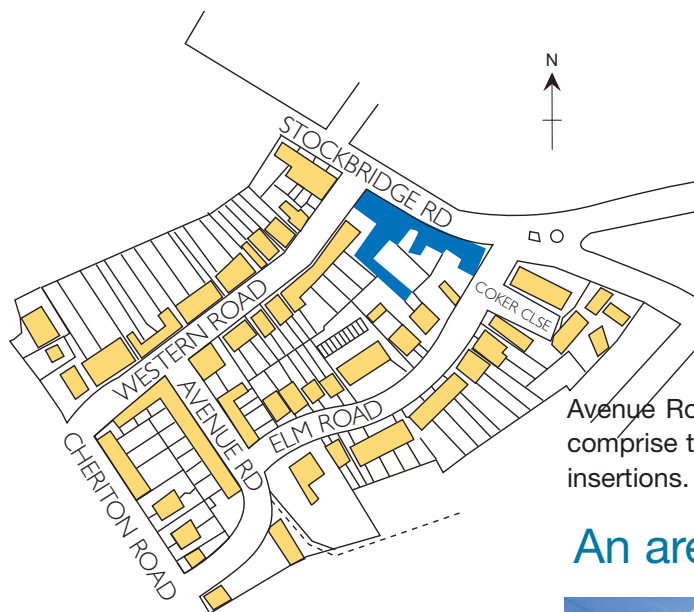 N
STOCKBRIDGE RD
COKER CLSE
WESTERN ROAD
AVENUE RD
ELM ROAD
CHERITON ROAD
Avenue Ro
comprise t
insertions.
An are